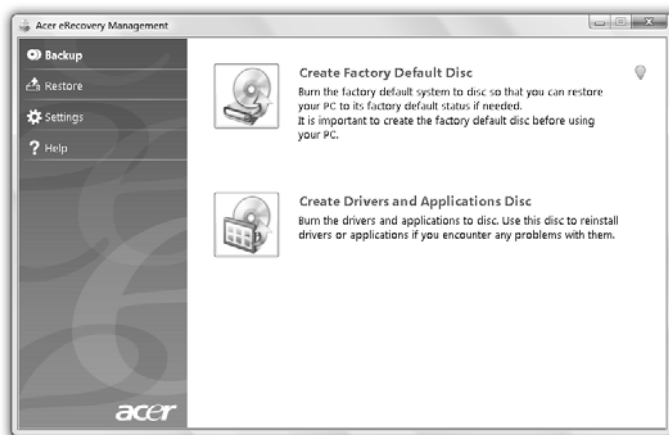 Acer eRecovery Management
Backup
Restore
Settings
Help
Create Factory Default Disc
Burn the factory default system to disc so that you can restore
your PC to its factory default status if needed.
It is important to create the factory default disc before using
your PC.
Create Drivers and Applications Disc
Burn the drivers and applications to disc. Use this disc to reinstall
drivers or applications if you encounter any problems with them.
acer